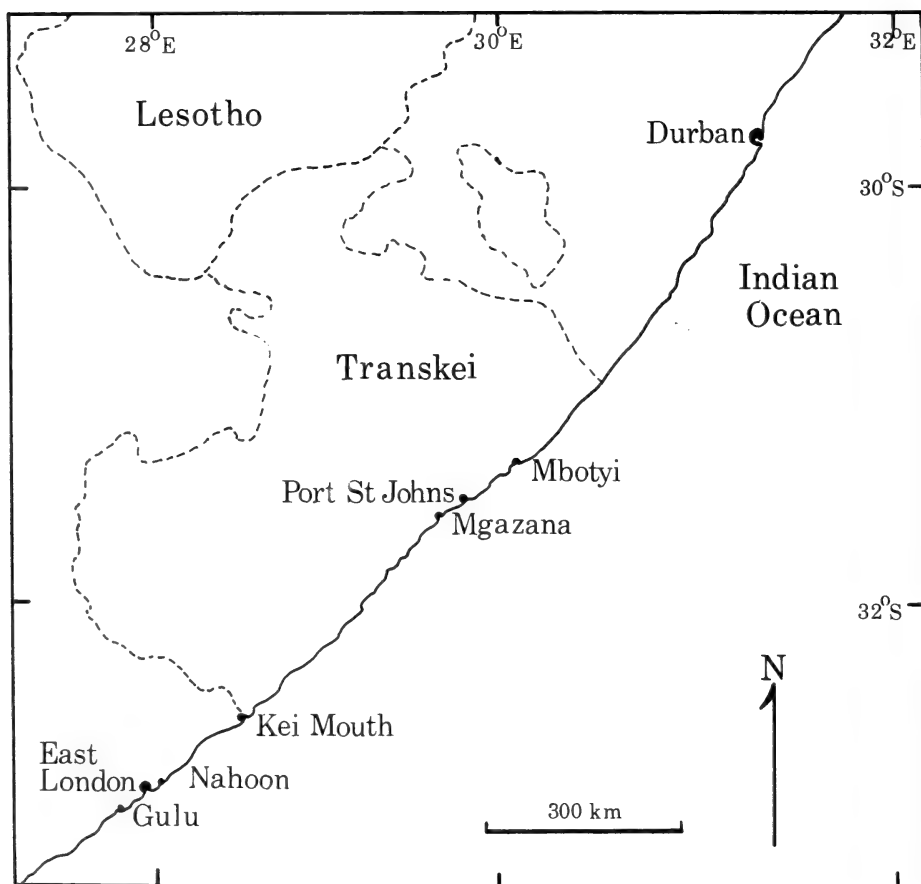 28°E
30°E
32°E
Lesotho
Durban
30°S
Indian
Ocean
Transkei
Mbotyi
Port St Johns
Mgazana
32°S
N
Kei Mouth
East
London
Nahoon
Gulu
300 km